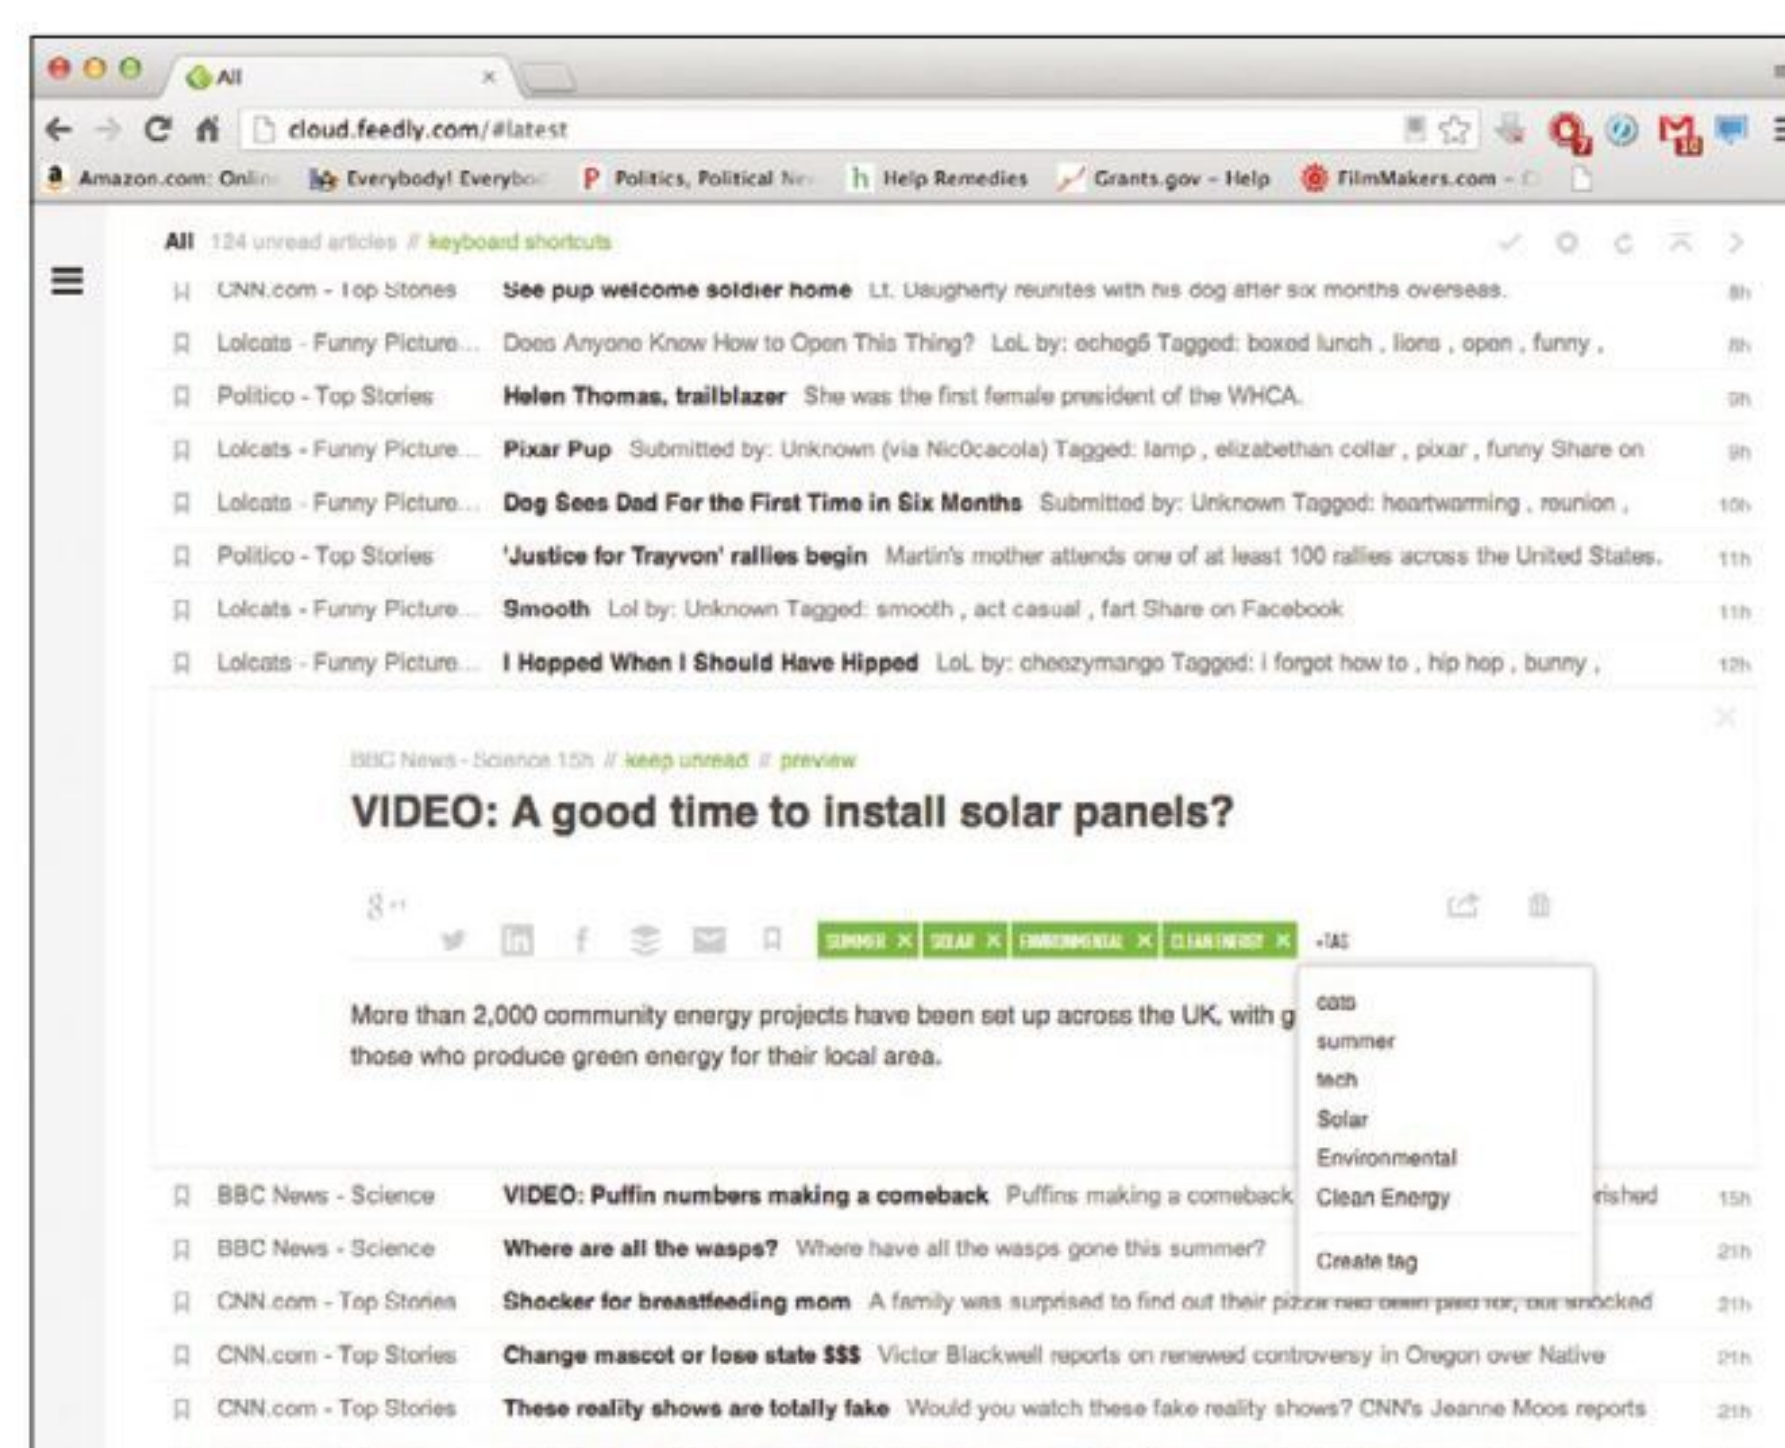 All
cloud.feedly.com/#latest
7
10
a Amazon.com: Onlin Everybody! Everybo P Politics, Political Ne h Help Remedies Grants.gov – Help FilmMakers.com –
All 124 unread articles // keyboard shortcuts
CNN.com - Top Stories See pup welcome soldier home Lt. Daugherty reunites with his dog after six months overseas. 8h
Lolcats - Funny Picture... Does Anyone Know How to Open This Thing? LoL by: echeg5 Tagged: boxed lunch , lions , open , funny , 8h
Politico - Top Stories Helen Thomas, trailblazer She was the first female president of the WHCA. 9h
Lolcats - Funny Picture... Pixar Pup Submitted by: Unknown (via Nic0cacola) Tagged: lamp , elizabethan collar , pixar , funny Share on 9h
Lolcats - Funny Picture... Dog Sees Dad For the First Time in Six Months Submitted by: Unknown Tagged: heartwarming , reunion , 10h
Politico - Top Stories 'Justice for Trayvon' rallies begin Martin's mother attends one of at least 100 rallies across the United States. 11h
Lolcats - Funny Picture... Smooth Lol by: Unknown Tagged: smooth , act casual , fart Share on Facebook 11h
Lolcats - Funny Picture... I Hopped When I Should Have Hipped LoL by: cheezymango Tagged: i forgot how to , hip hop , bunny , 12h
BBC News - Science 15h // keep unread // preview
VIDEO: A good time to install solar panels?
g +1
in f SUMMER × SOLAR × ENVIRONMENTAL × CLEAN ENERGY × +TAG
More than 2,000 community energy projects have been set up across the UK, with g
those who produce green energy for their local area.
cats
summer
tech
Solar
Environmental
Clean Energy
Create tag
BBC News - Science VIDEO: Puffin numbers making a comeback Puffins making a comeback rished 15h
BBC News - Science Where are all the wasps? Where have all the wasps gone this summer? 21h
CNN.com - Top Stories Shocker for breastfeeding mom A family was surprised to find out their pizza had been paid for, but shocked 21h
CNN.com - Top Stories Change mascot or lose state $$$ Victor Blackwell reports on renewed controversy in Oregon over Native 21h
CNN.com - Top Stories These reality shows are totally fake Would you watch these fake reality shows? CNN's Jeanne Moos reports 21h